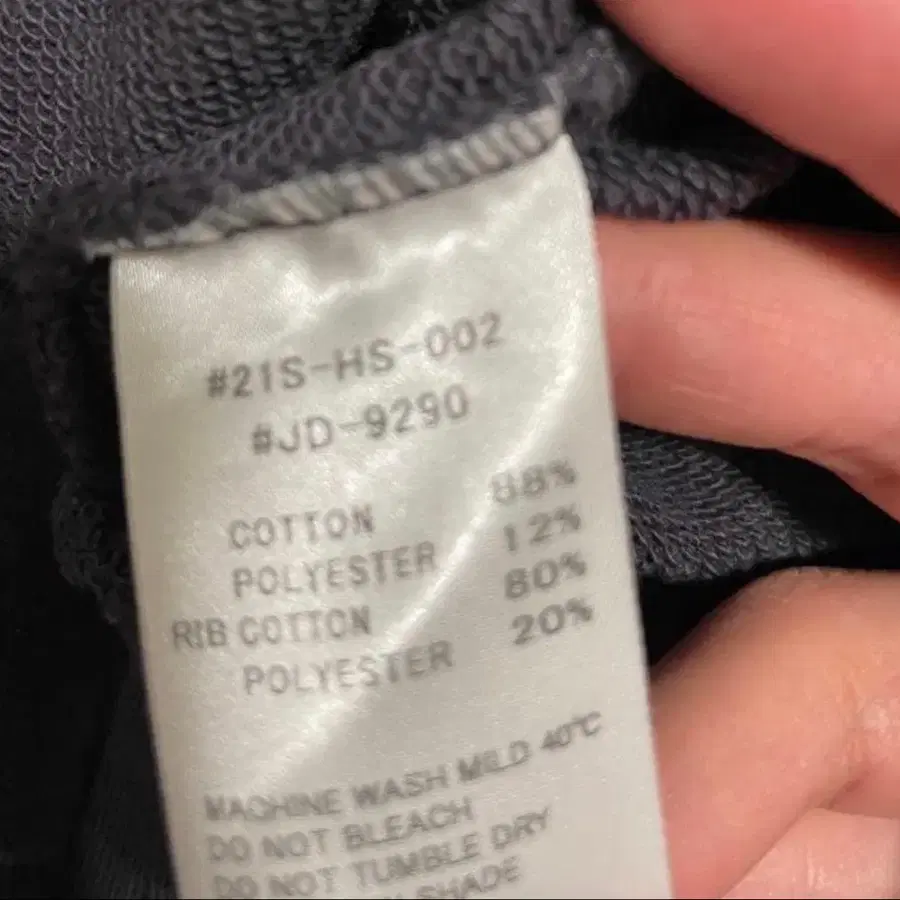 #21S-HS-002
#JD-9290
COTTON 88%
POLYESTER 12%
RIB COTTON 80%
POLYESTER 20%
MACHINE WASH MILD 40°C
DO NOT BLEACH
DO NOT TUMBLE DRY
SHADE